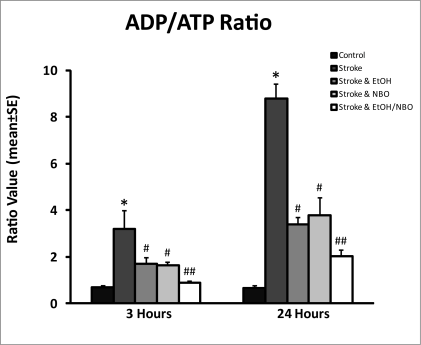 ADP/ATP Ratio
Control
Stroke
Stroke & EtOH
Stroke & NBO
Stroke & EtOH/NBO
Ratio Value (mean±SE)
10
8
6
4
2
0
*
#
#
##
*
#
#
##
3 Hours
24 Hours